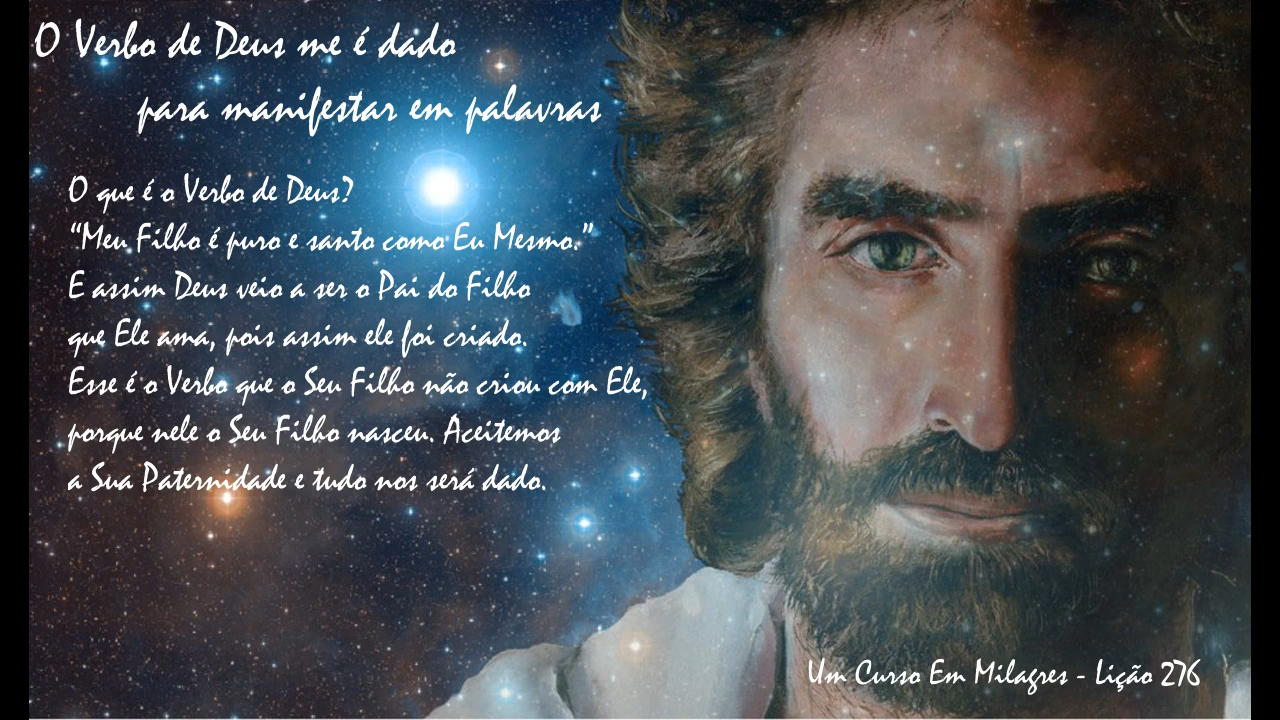 O Verbo de Deus me é dado
para manifestar em palavras
O que é o Verbo de Deus?
“Meu Filho é puro e santo como Eu Mesmo.”
E assim Deus veio a ser o Pai do Filho
que Ele ama, pois assim ele foi criado.
Esse é o Verbo que o Seu Filho não criou com Ele,
porque nele o Seu Filho nasceu. Aceitemos
a Sua Paternidade e tudo nos será dado.
Um Curso Em Milagres - Lição 276